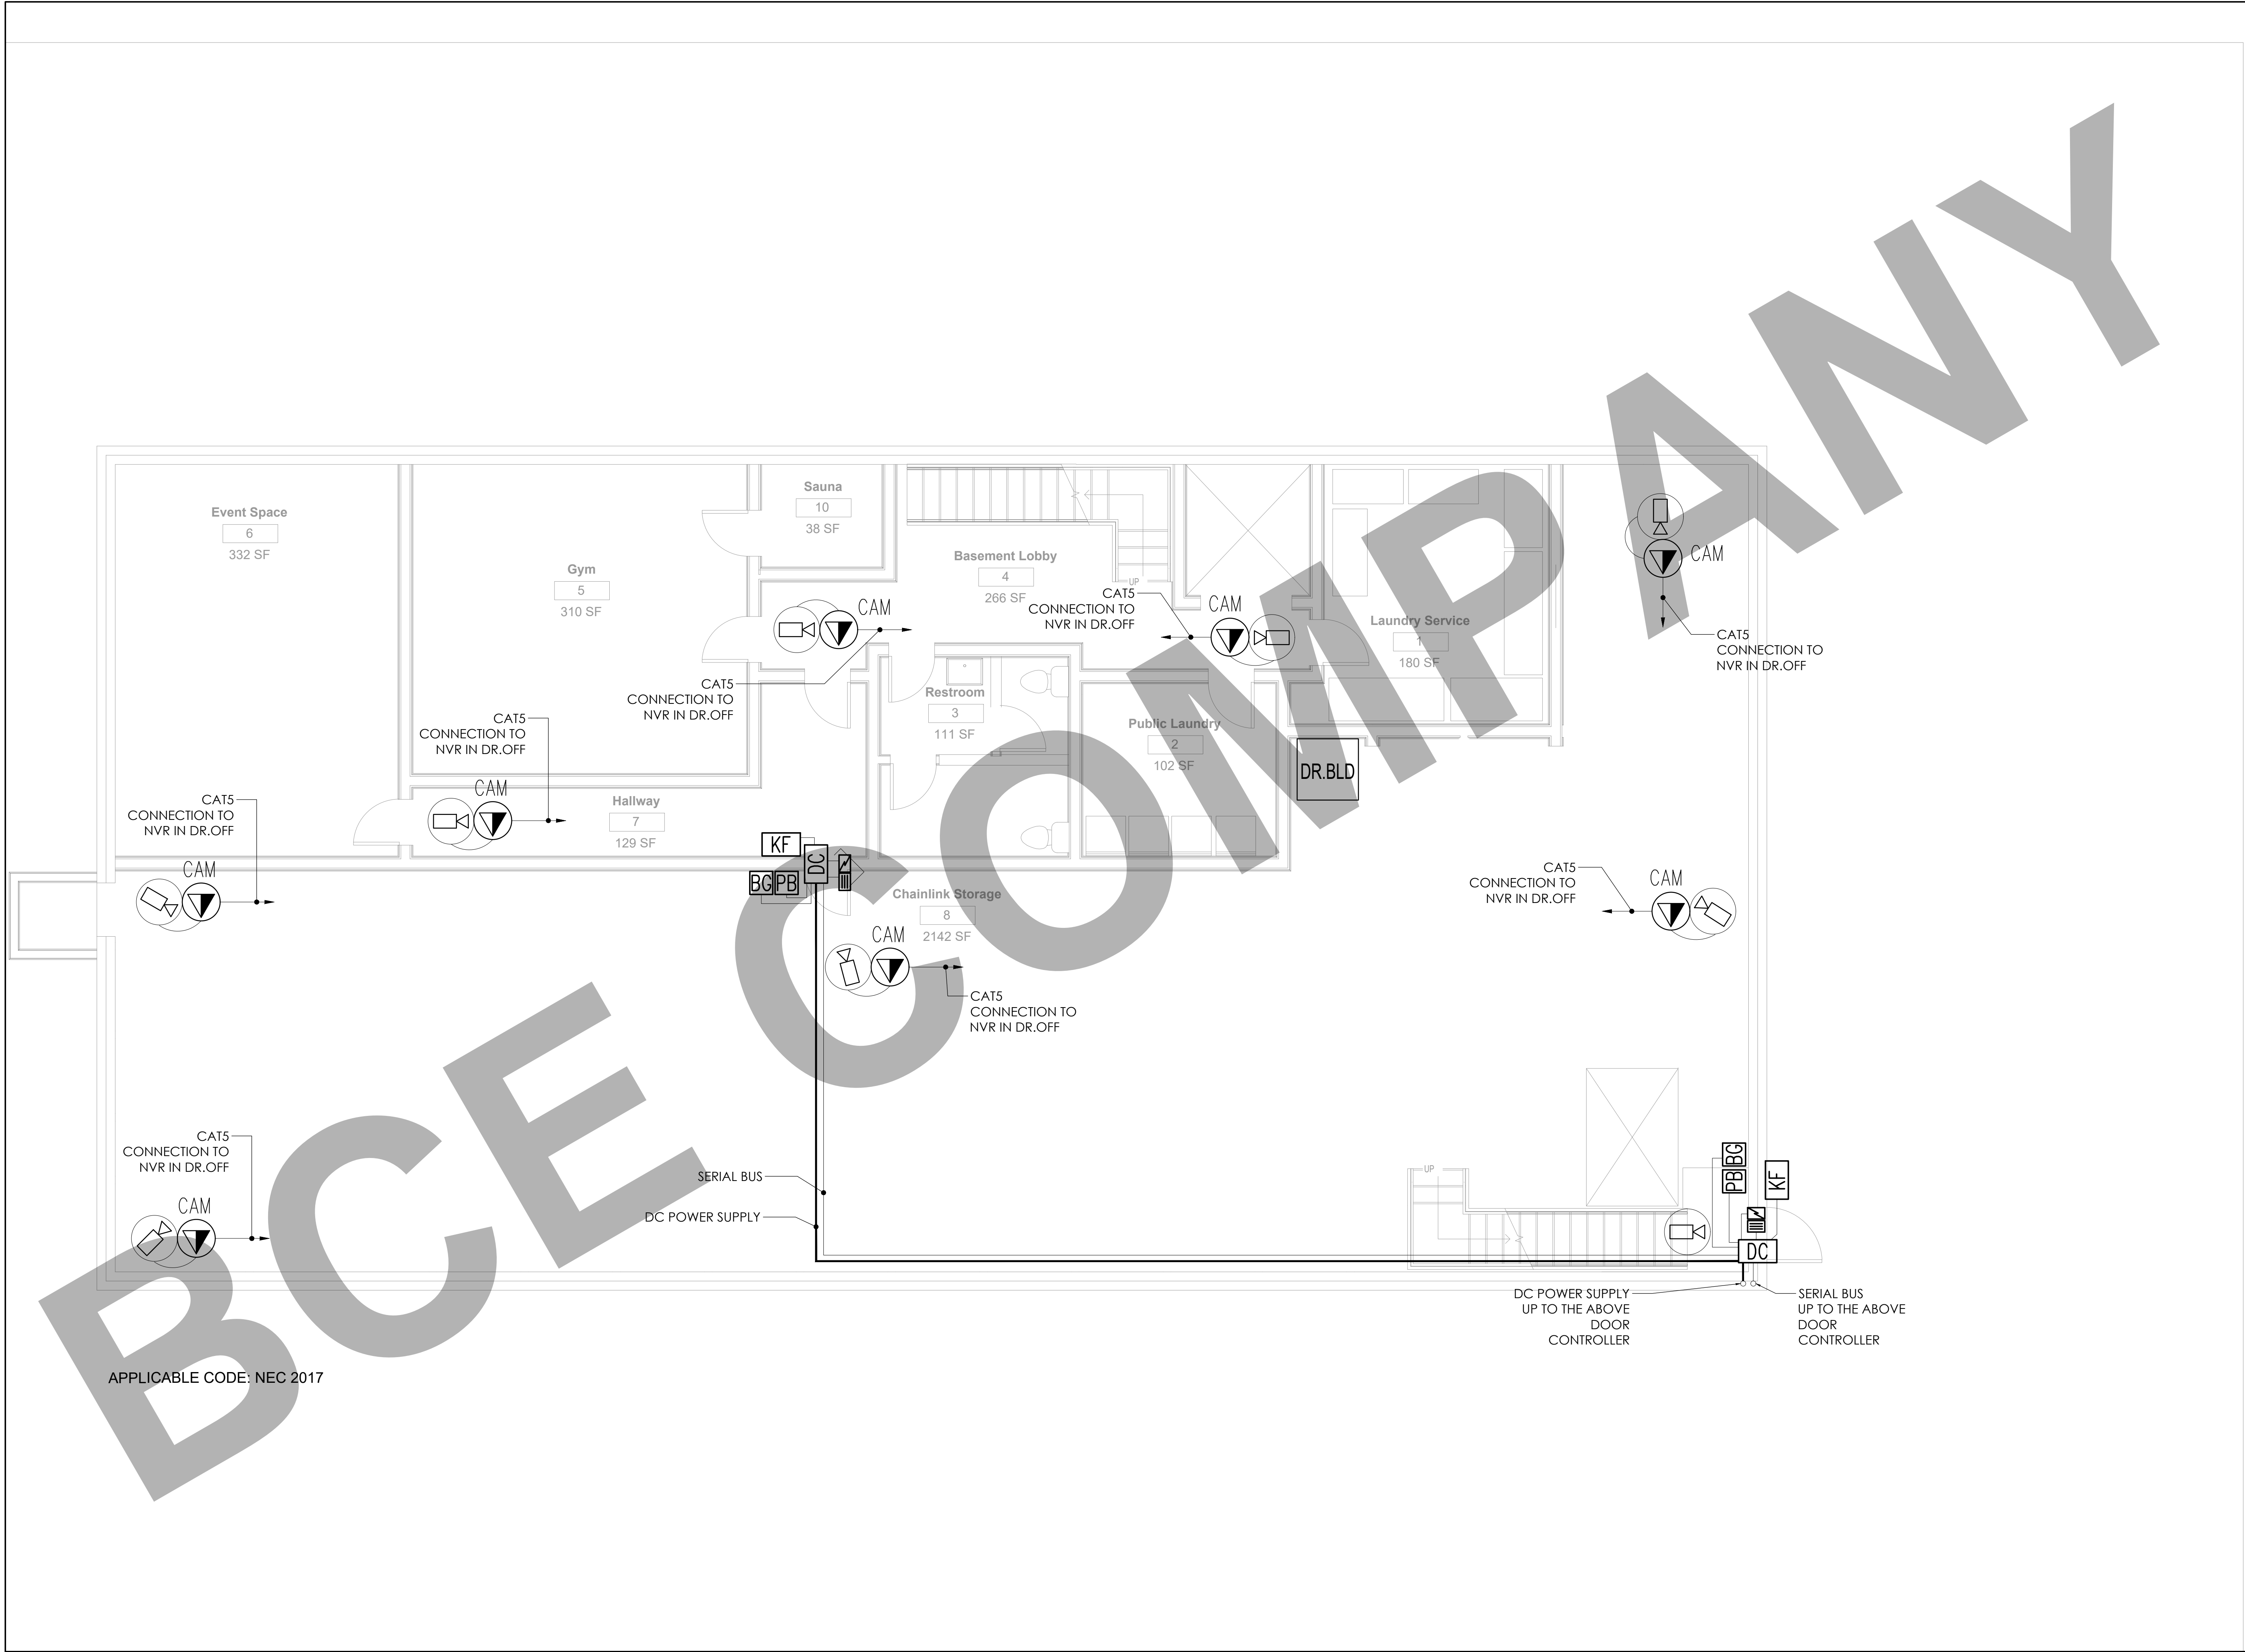 BCE COMPANY
Event Space
6
332 SF
Gym
5
310 SF
Sauna
10
38 SF
Basement Lobby
4
266 SF
UP
CAT5
CONNECTION TO
NVR IN DR.OFF
CAM
CAM
Laundry Service
1
180 SF
CAM
CAT5
CONNECTION TO
NVR IN DR.OFF
CAT5
CONNECTION TO
NVR IN DR.OFF
Restroom
3
111 SF
Public Laundry
2
102 SF
DR.BLD
CAT5
CONNECTION TO
NVR IN DR.OFF
CAM
Hallway
7
129 SF
CAT5
CONNECTION TO
NVR IN DR.OFF
CAM
KF
DC
BG
PB
Chainlink Storage
8
2142 SF
CAM
CAT5
CONNECTION TO
NVR IN DR.OFF
CAT5
CONNECTION TO
NVR IN DR.OFF
CAM
CAT5
CONNECTION TO
NVR IN DR.OFF
CAM
SERIAL BUS
DC POWER SUPPLY
UP
BG
PB
KF
DC
DC POWER SUPPLY
UP TO THE ABOVE
DOOR
CONTROLLER
SERIAL BUS
UP TO THE ABOVE
DOOR
CONTROLLER
APPLICABLE CODE: NEC 2017